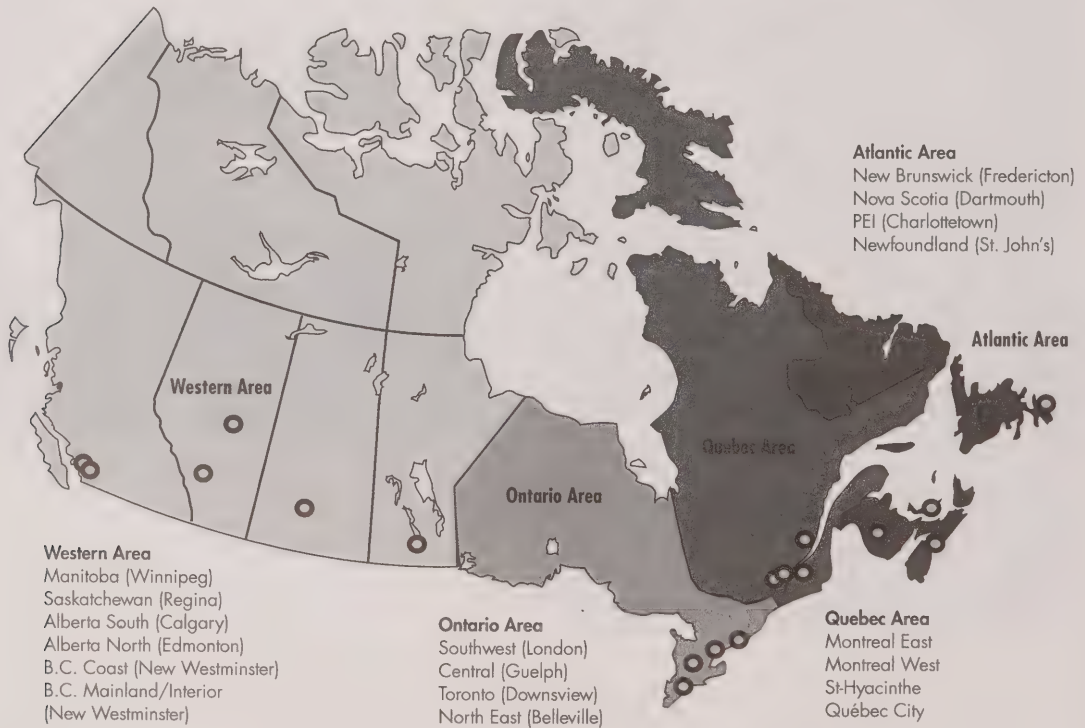 Atlantic Area
New Brunswick (Fredericton)
Nova Scotia (Dartmouth)
PEI (Charlottetown)
Newfoundland (St. John's)
Atlantic Area
Western Area
Quebec Area
Ontario Area
Western Area
Manitoba (Winnipeg)
Saskatchewan (Regina)
Alberta South (Calgary)
Alberta North (Edmonton)
B.C. Coast (New Westminster)
B.C. Mainland/Interior
(New Westminster)
Ontario Area
Southwest (London)
Central (Guelph)
Toronto (Downsview)
North East (Belleville)
Quebec Area
Montreal East
Montreal West
St-Hyacinthe
Québec City